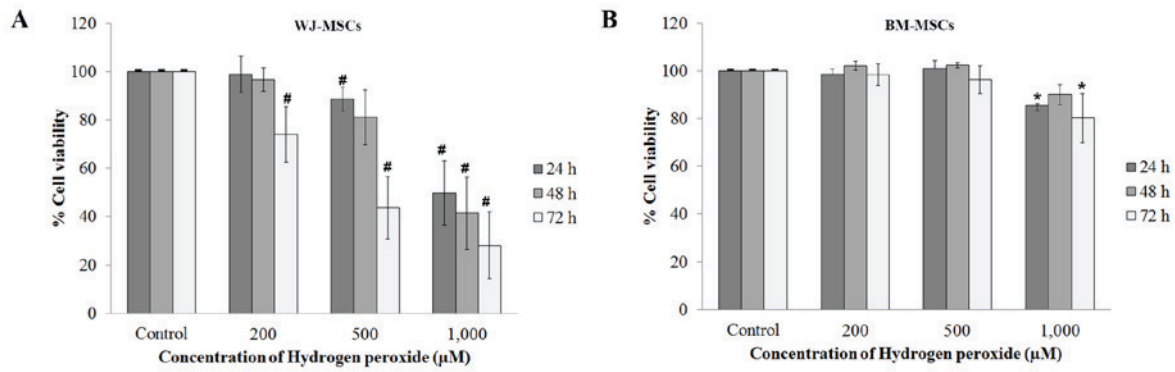 A
WJ-MSCs
120
100
80
60
40
20
0
% Cell viability
#
#
#
#
#
#
Control 200 500 1,000
Concentration of Hydrogen peroxide (µM)
24 h
48 h
72 h
B
BM-MSCs
120
100
80
60
40
20
0
% Cell viability
*
*
Control 200 500 1,000
Concentration of Hydrogen peroxide (µM)
24 h
48 h
72 h